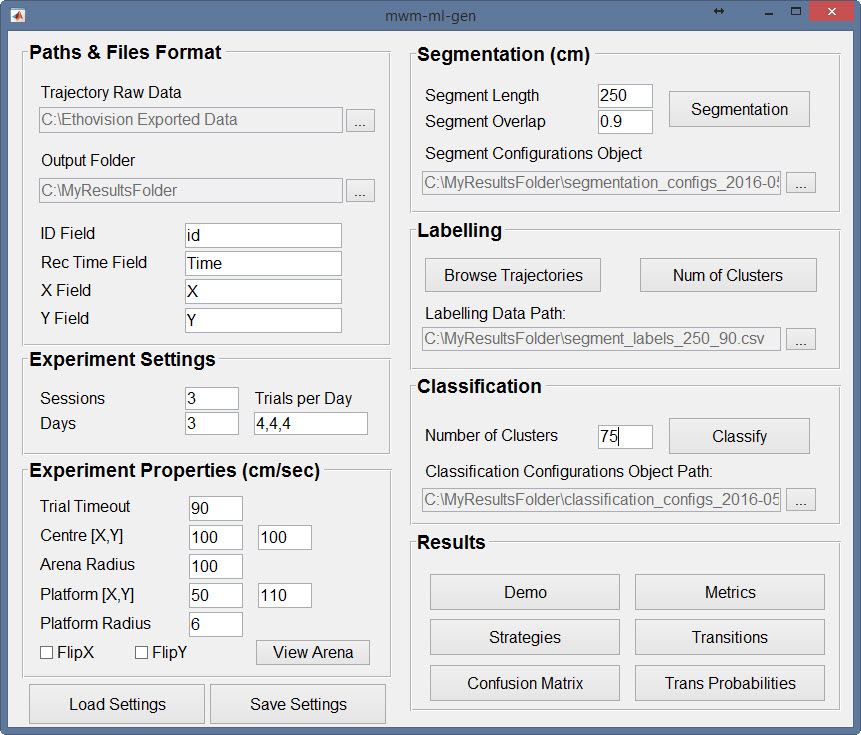 mwm-ml-gen
Paths & Files Format
Trajectory Raw Data
C:\Ethovision Exported Data
...
Output Folder
C:\MyResultsFolder
...
ID Field id
Rec Time Field Time
X Field X
Y Field Y
Experiment Settings
Sessions 3 Trials per Day
Days 3 4,4,4
Experiment Properties (cm/sec)
Trial Timeout 90
Centre [X,Y] 100 100
Arena Radius 100
Platform [X,Y] 50 110
Platform Radius 6
FlipX FlipY View Arena
Load Settings Save Settings
Segmentation (cm)
Segment Length 250
Segment Overlap 0.9
Segmentation
Segment Configurations Object
C:\MyResultsFolder\segmentation_configs_2016-05
...
Labelling
Browse Trajectories Num of Clusters
Labelling Data Path:
C:\MyResultsFolder\segment_labels_250_90.csv
...
Classification
Number of Clusters 75 Classify
Classification Configurations Object Path:
C:\MyResultsFolder\classification_configs_2016-05
...
Results
Demo Metrics
Strategies Transitions
Confusion Matrix Trans Probabilities